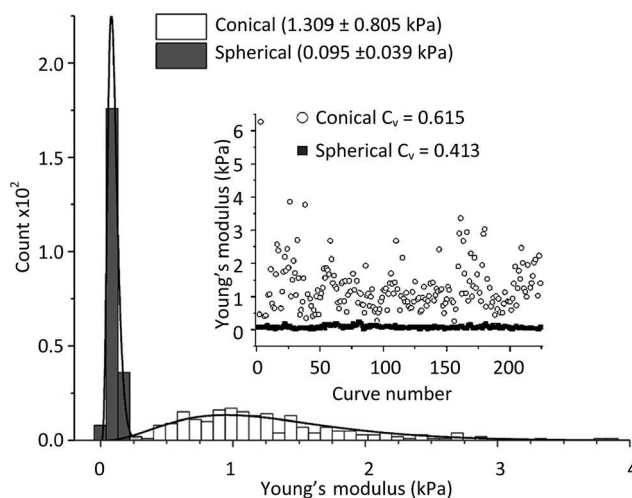 Conical (1.309 ± 0.805 kPa)
Spherical (0.095 ±0.039 kPa)
Count x10²
2.0
1.5
1.0
0.5
0.0
0
1
2
3
4
Young's modulus (kPa)
Conical Cᵥ = 0.615
Spherical Cᵥ = 0.413
Young's modulus (kPa)
6
5
4
3
2
1
0
0
50
100
150
200
Curve number